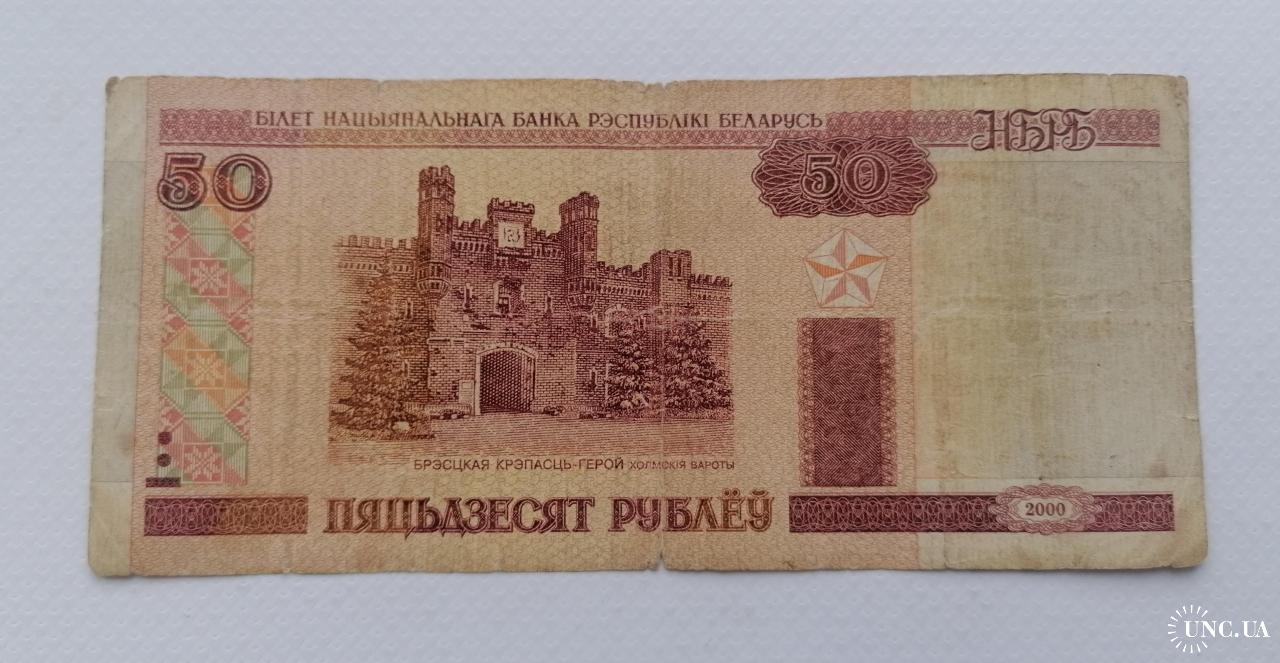 БІЛЕТ НАЦЫЯНАЛЬНАГА БАНКА РЭСПУБЛІКІ БЕЛАРУСЬ
НБРБ
50
50
БРЭСЦКАЯ КРЭПАСЦЬ-ГЕРОЙ ХОЛМСКІЯ ВАРОТЫ
ПЯЦЬДЗЕСЯТ РУБЛЁЎ
2000
UNC.UA